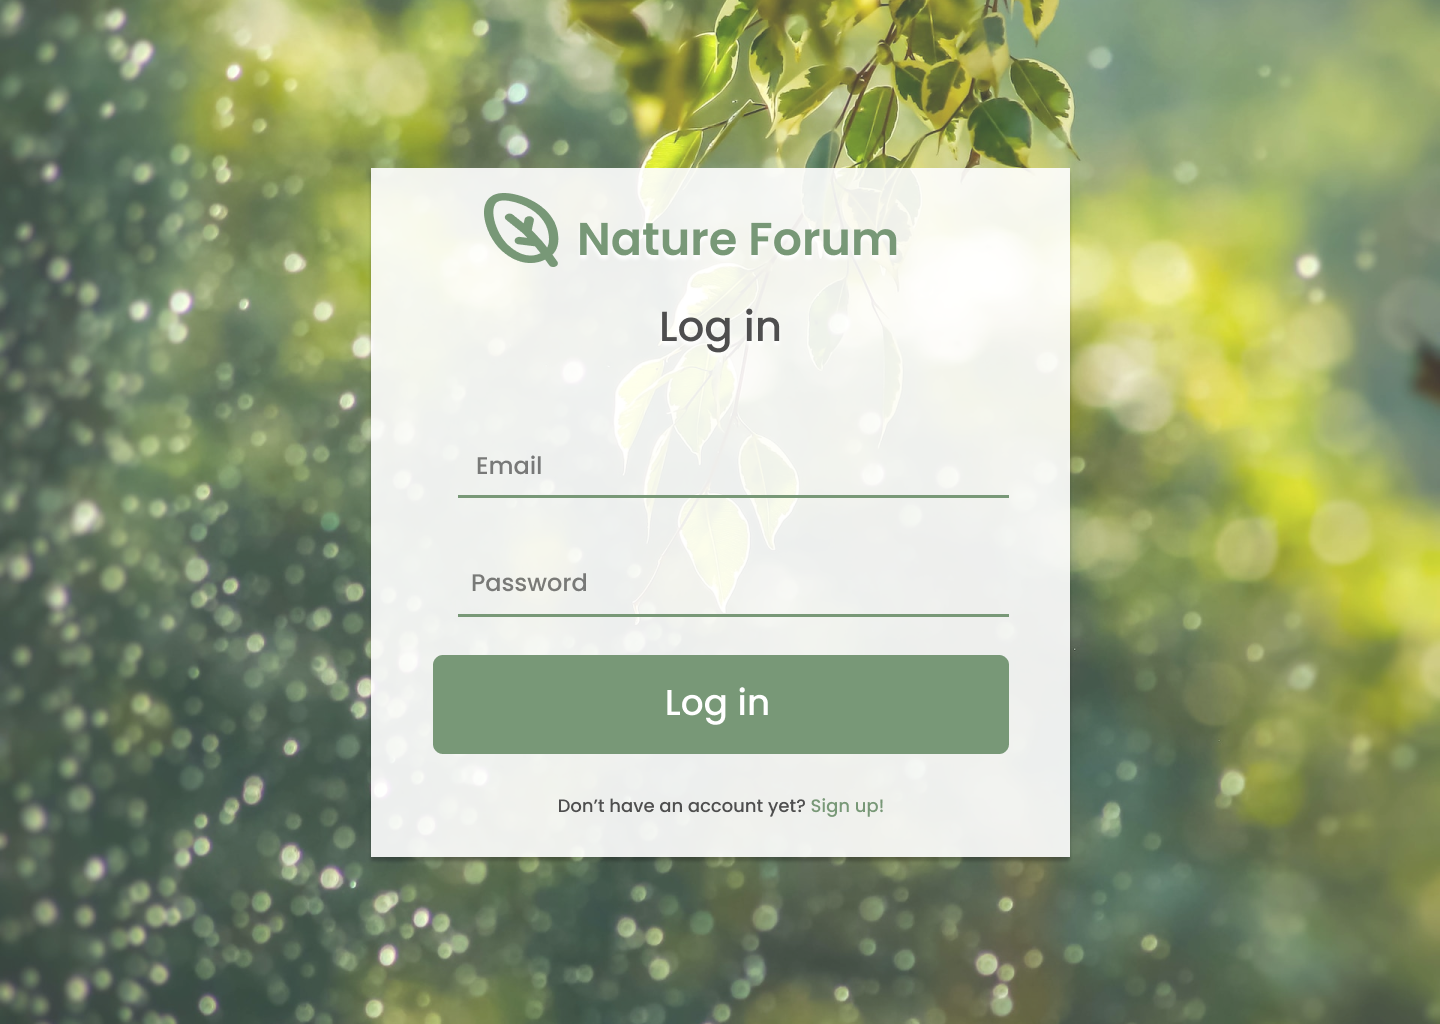 Nature Forum
Log in
Email
Password
Log in
Don’t have an account yet? Sign up!